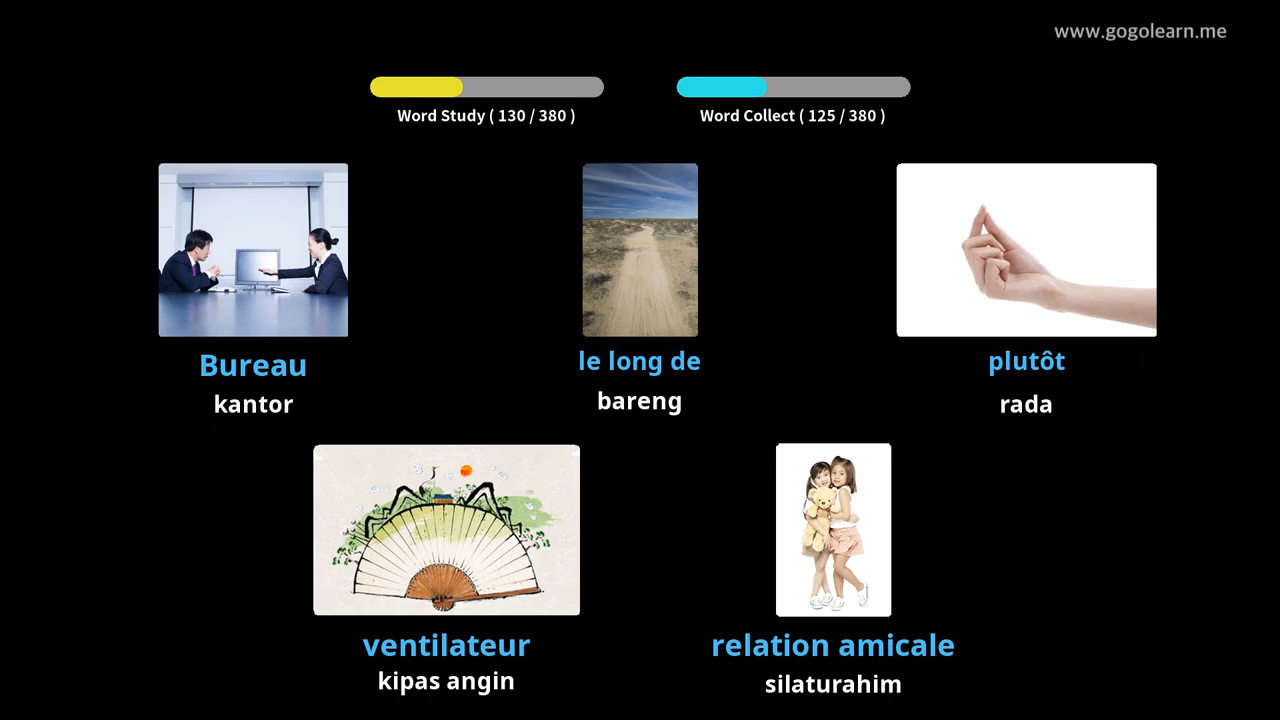 www.gogolearn.me
Word Study ( 130 / 380 )
Word Collect ( 125 / 380 )
Bureau
kantor
le long de
bareng
plutôt
rada
ventilateur
kipas angin
relation amicale
silaturahim